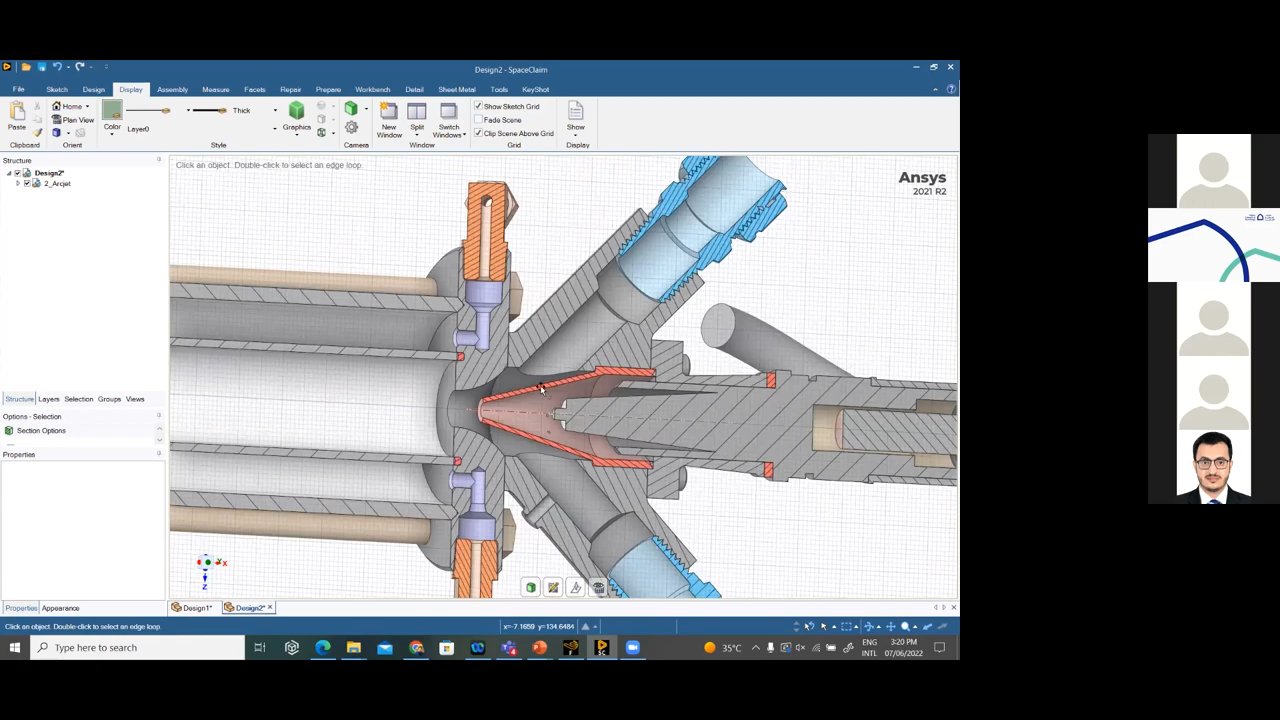 Design2 - SpaceClaim
File Sketch Design Display Assembly Measure Facets Repair Prepare Workbench Detail Sheet Metal Tools KeyShot
Paste
Clipboard
Home
Plan View
Orient
Color
Layer0
Thick
Style
Graphics
Camera
New Window
Split
Switch Windows
Window
Show Sketch Grid
Fade Scene
Clip Scene Above Grid
Grid
Show
Display
Structure
Design2*
2_Arcjet
Click an object. Double-click to select an edge loop.
Ansys
2021 R2
Structure Layers Selection Groups Views
Options - Selection
Section Options
Properties
X
Z
Properties Appearance
Design1*
Design2*
Click an object. Double-click to select an edge loop.
x=-7.1659 y=134.6484
Type here to search
35°C
ENG
INTL
3:20 PM
07/06/2022